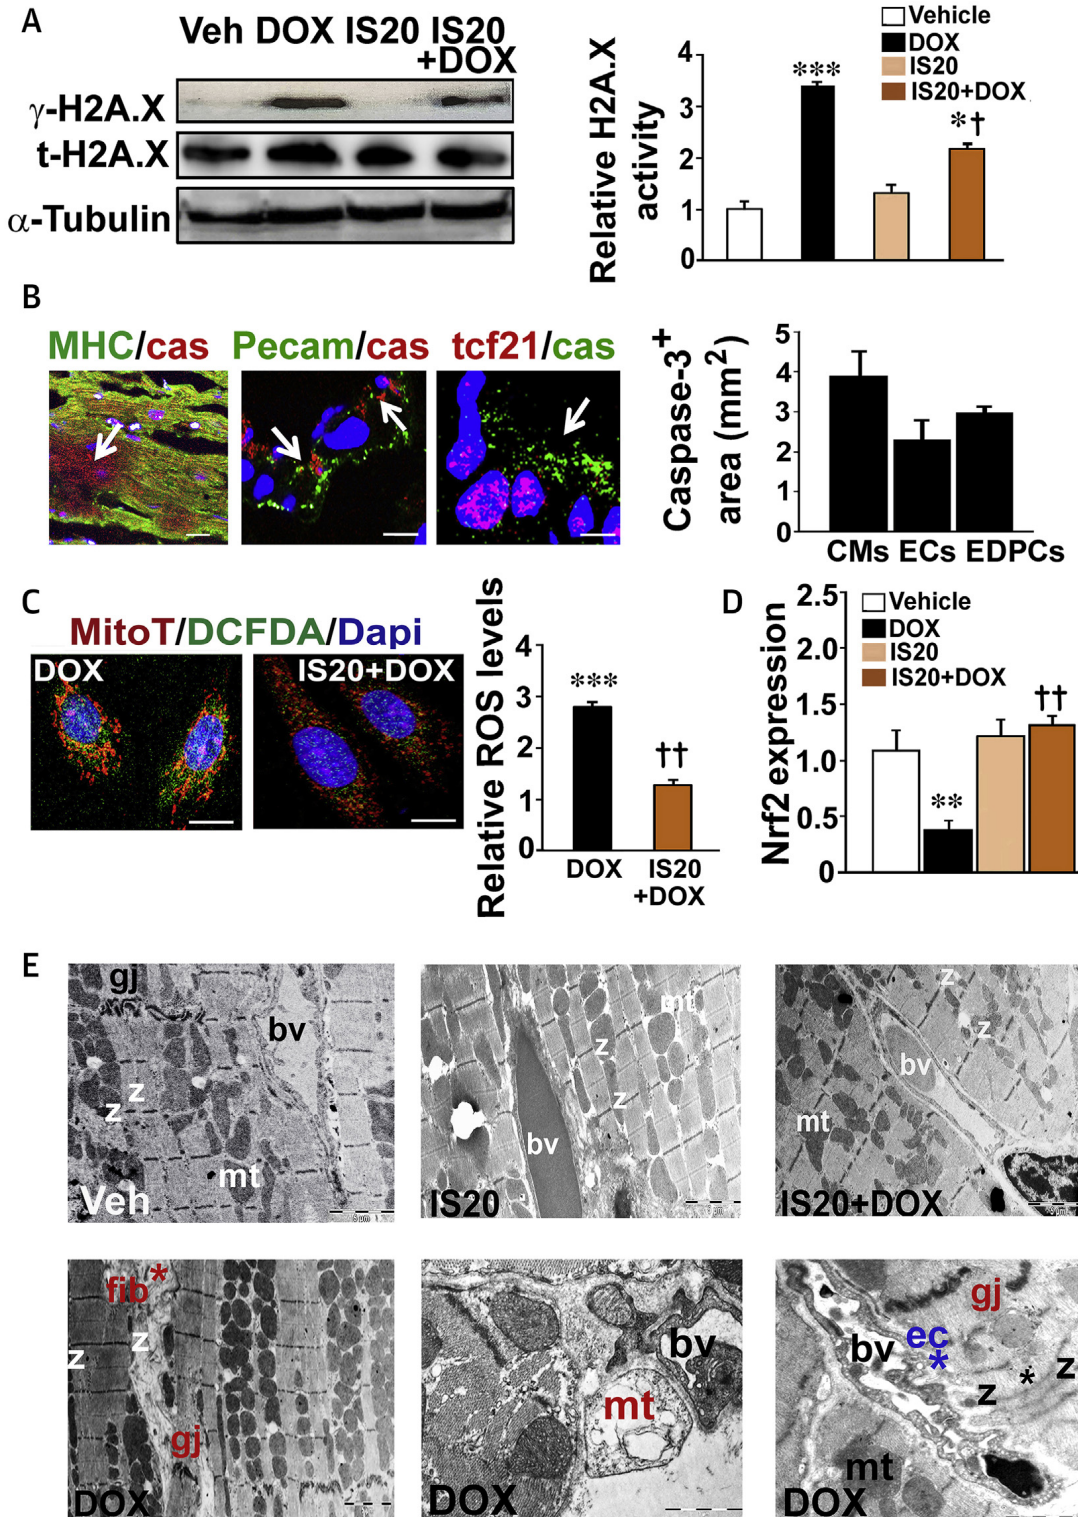 A
Veh DOX IS20 IS20
+DOX
γ-H2A.X
t-H2A.X
α-Tubulin
Relative H2A.X
activity
4
3
2
1
0
***
*†
Vehicle
DOX
IS20
IS20+DOX
B
MHC/cas
Pecam/cas
tcf21/cas
Caspase-3+
area (mm2)
5
4
3
2
1
0
CMs ECs EDPCs
C
MitoT/DCFDA/Dapi
DOX
IS20+DOX
Relative ROS levels
4
3
2
1
0
***
††
DOX
IS20
+DOX
D
Nrf2 expression
2.5
2.0
1.5
1.0
0.5
0
Vehicle
DOX
IS20
IS20+DOX
**
††
E
gj
bv
z
z
mt
Veh
mt
z
z
bv
IS20
z
z
bv
mt
IS20+DOX
fib*
z
z
gj
DOX
bv
mt
DOX
gj
ec
*
bv
*
z
z
mt
DOX